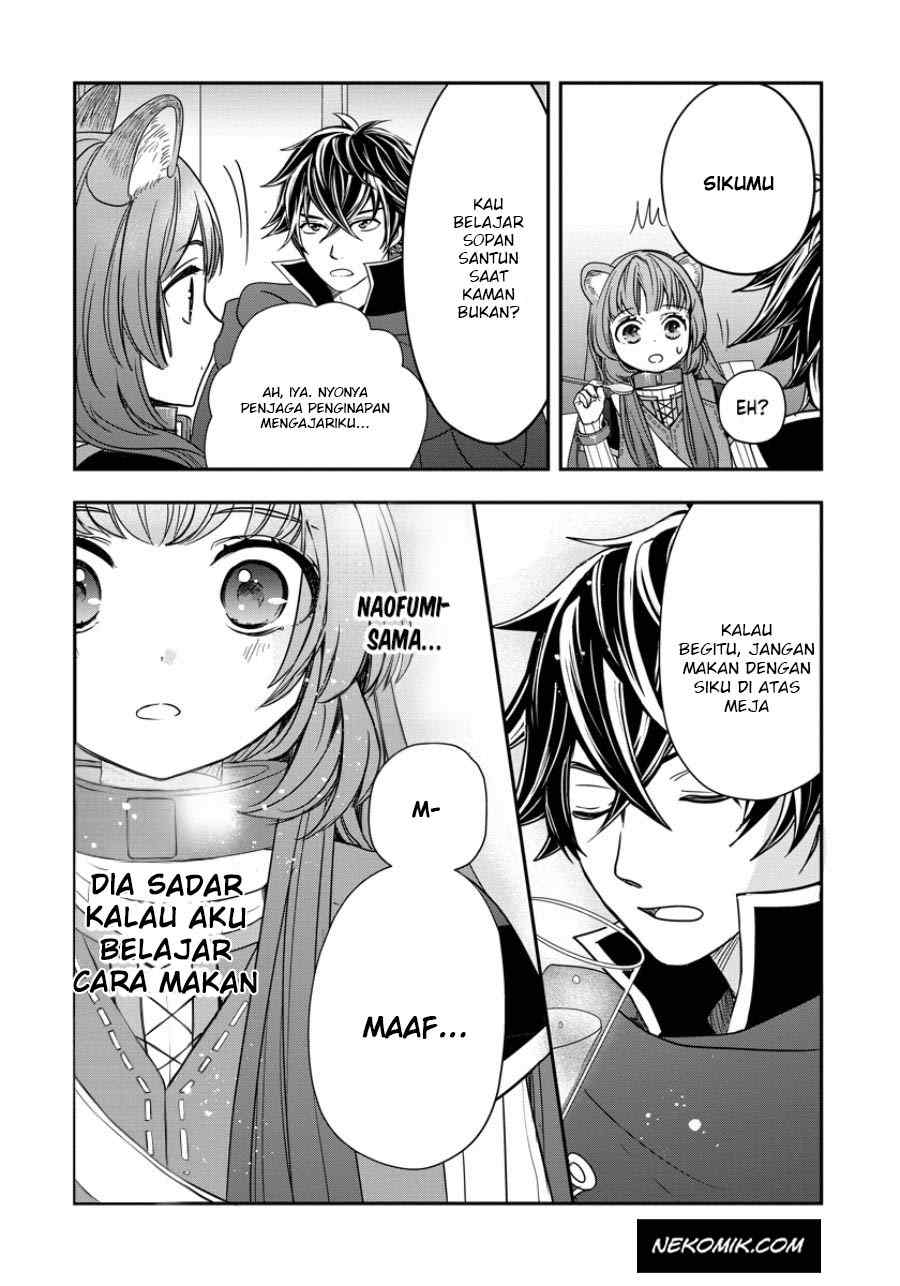 SIKUMU
EH?
KAU
BELAJAR
SOPAN
SANTUN
SAAT
KAMAN
BUKAN?
AH, IYA. NYONYA
PENJAGA PENGINAPAN
MENGAJARIKU...
KALAU
BEGITU, JANGAN
MAKAN DENGAN
SIKU DI ATAS
MEJA
NAOFUMI-
SAMA...
M-
MAAF...
DIA SADAR
KALAU AKU
BELAJAR
CARA MAKAN
NEKOMIK.COM